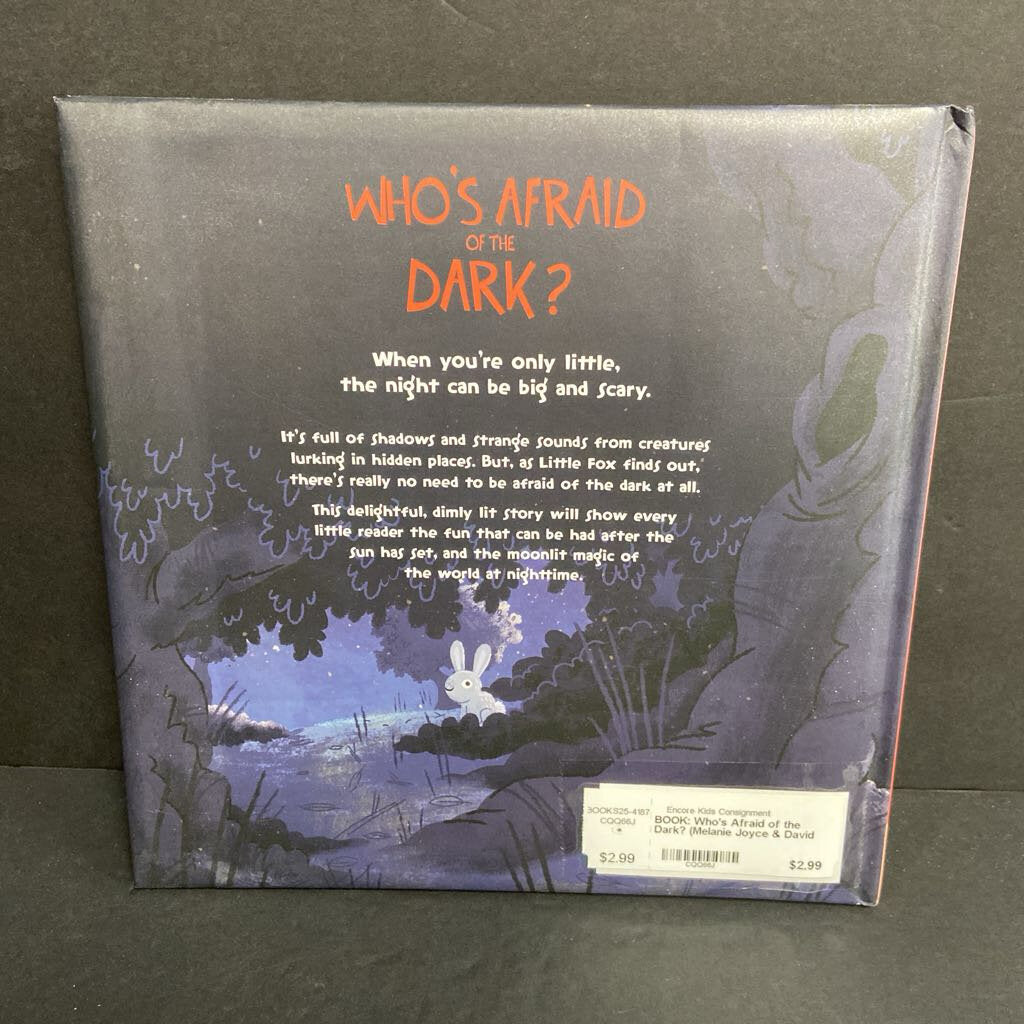 WHO'S AFRAID
OF THE
DARK?
When you're only little,
the night can be big and scary.
It's full of shadows and strange sounds from creatures
lurking in hidden places. But, as Little Fox finds out,
there's really no need to be afraid of the dark at all.
This delightful, dimly lit story will show every
little reader the fun that can be had after the
sun has set, and the moonlit magic of
the world at nighttime.
BOOKS25-4187
CQQ66J
$2.99
Encore Kids Consignment
BOOK: Who's Afraid of the
Dark? (Melanie Joyce & David
CQQ66J
$2.99